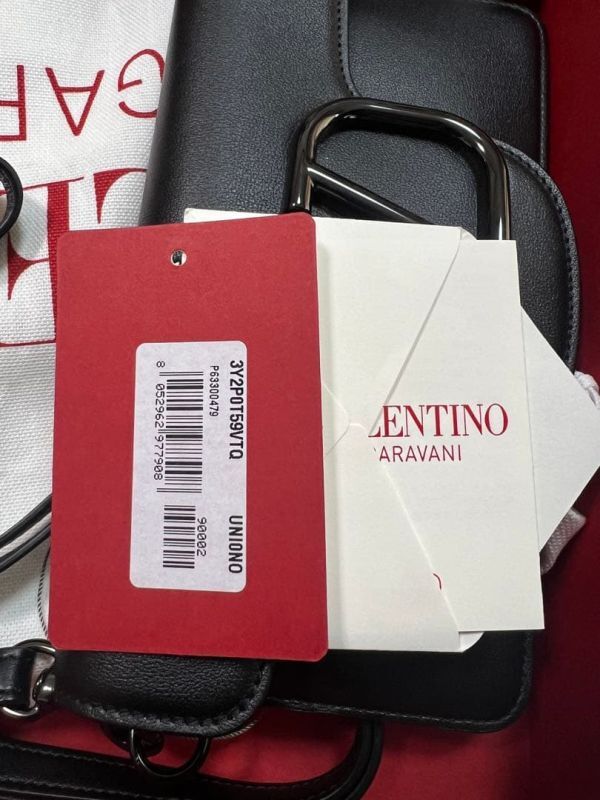 3Y2P0T59VTQ UNIONO
P63300479
8 052962 977908
90002
LENTINO
ARAVANI